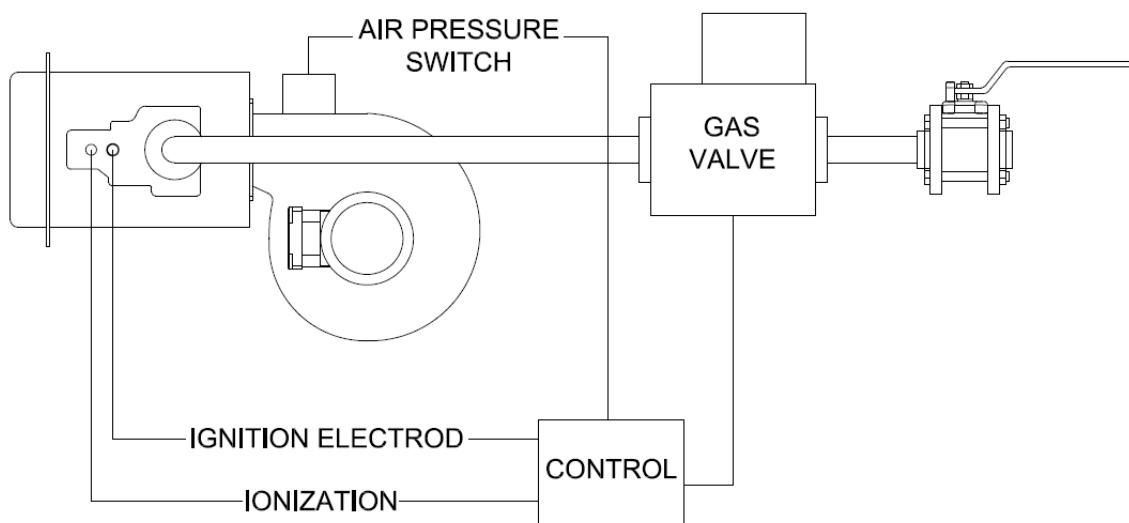 AIR PRESSURE
SWITCH
GAS
VALVE
IGNITION ELECTROD
CONTROL
IONIZATION